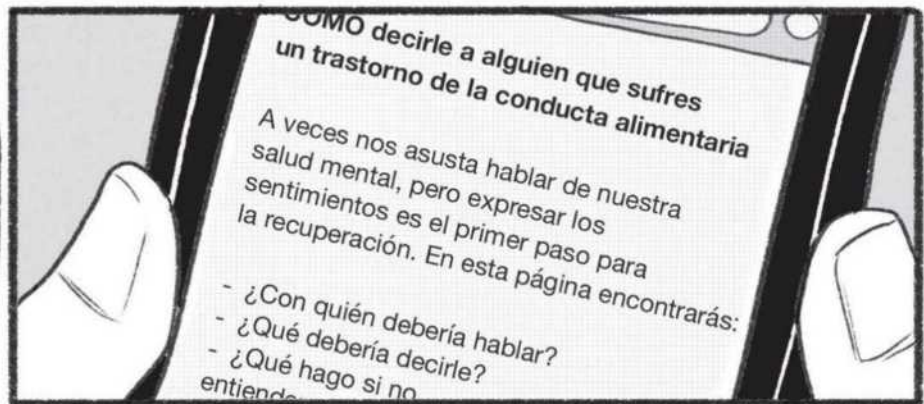 CÓMO decirle a alguien que sufres
un trastorno de la conducta alimentaria
A veces nos asusta hablar de nuestra
salud mental, pero expresar los
sentimientos es el primer paso para
la recuperación. En esta página encontrarás:
- ¿Con quién debería hablar?
- ¿Qué debería decirle?
- ¿Qué hago si no